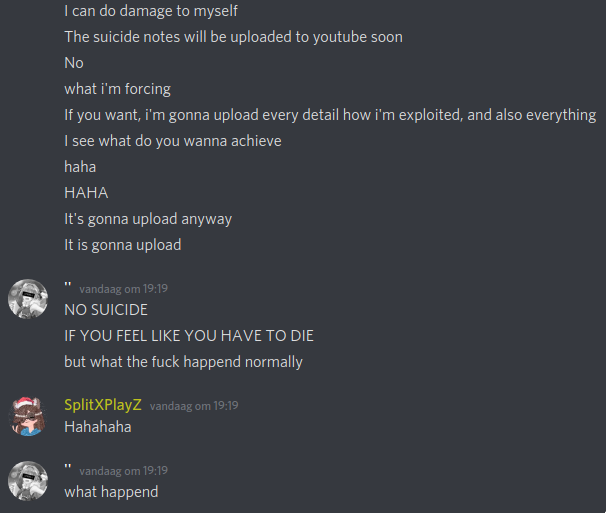 I can do damage to myself
The suicide notes will be uploaded to youtube soon
No
what i'm forcing
If you want, i'm gonna upload every detail how i'm exploited, and also everything
I see what do you wanna achieve
haha
HAHA
It's gonna upload anyway
It is gonna upload
" vandaag om 19:19
NO SUICIDE
IF YOU FEEL LIKE YOU HAVE TO DIE
but what the fuck happend normally
SplitXPlayZ vandaag om 19:19
Hahahaha
" vandaag om 19:19
what happend